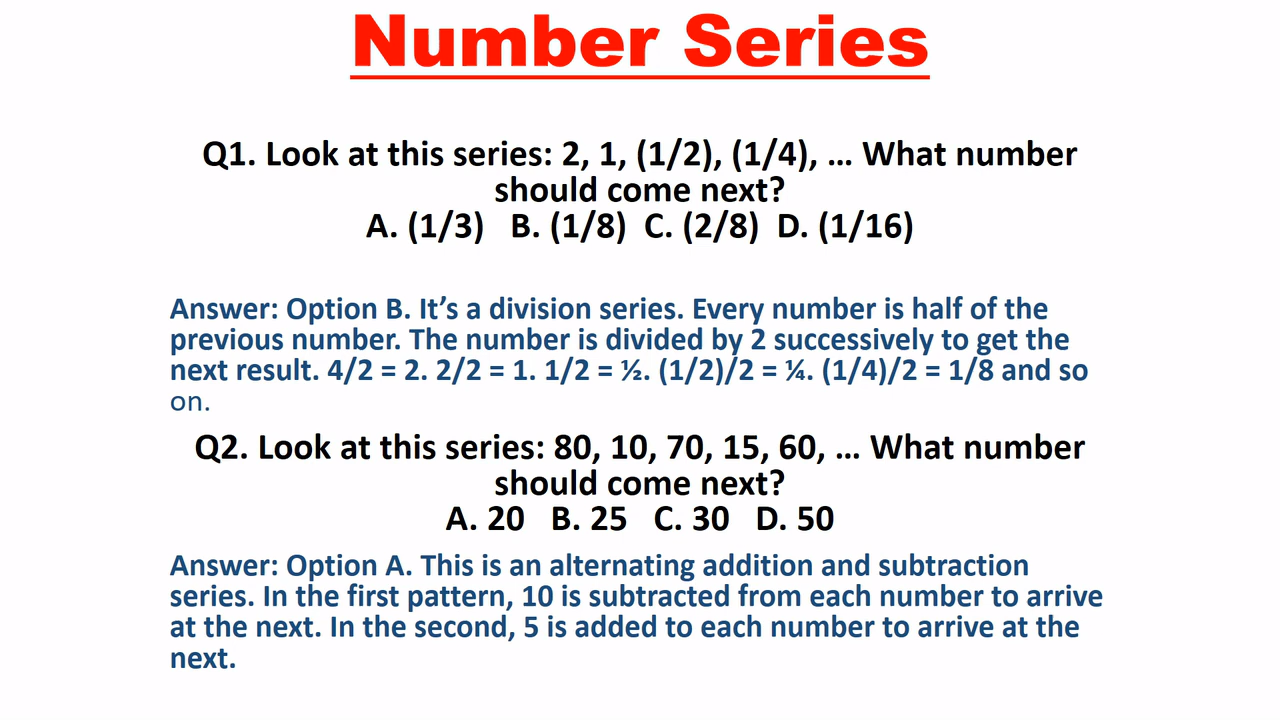 Number Series
Q1. Look at this series: 2, 1, (1/2), (1/4), ... What number
should come next?
A. (1/3) B. (1/8) C. (2/8) D. (1/16)
Answer: Option B. It’s a division series. Every number is half of the
previous number. The number is divided by 2 successively to get the
next result. 4/2 = 2. 2/2 = 1. 1/2 = ½. (1/2)/2 = ¼. (1/4)/2 = 1/8 and so
on.
Q2. Look at this series: 80, 10, 70, 15, 60, ... What number
should come next?
A. 20 B. 25 C. 30 D. 50
Answer: Option A. This is an alternating addition and subtraction
series. In the first pattern, 10 is subtracted from each number to arrive
at the next. In the second, 5 is added to each number to arrive at the
next.